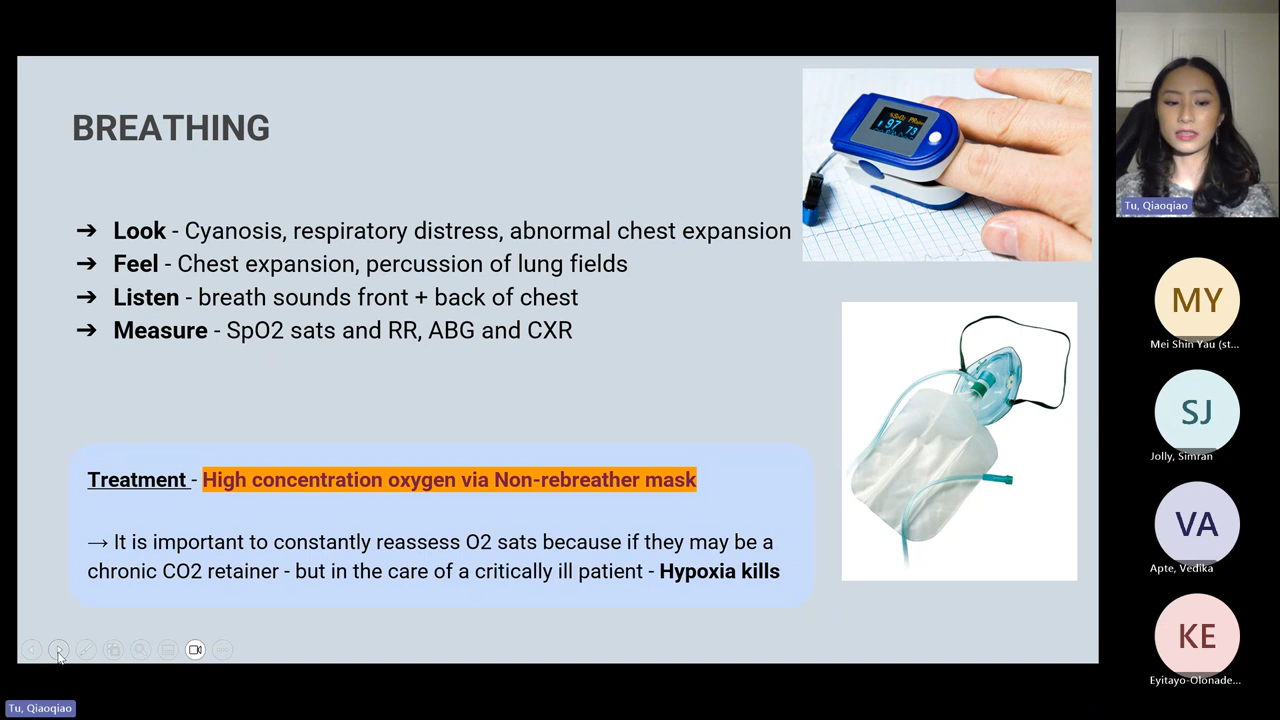 BREATHING
➔ Look - Cyanosis, respiratory distress, abnormal chest expansion
➔ Feel - Chest expansion, percussion of lung fields
➔ Listen - breath sounds front + back of chest
➔ Measure - SpO2 sats and RR, ABG and CXR
Treatment - High concentration oxygen via Non-rebreather mask
→ It is important to constantly reassess O2 sats because if they may be a
chronic CO2 retainer - but in the care of a critically ill patient - Hypoxia kills
97 73
Tu, Qiaoqiao
MY
Mei Shin Yau (st...
SJ
Jolly, Simran
VA
Apte, Vedika
KE
Eyitayo-Olonade...
Tu, Qiaoqiao